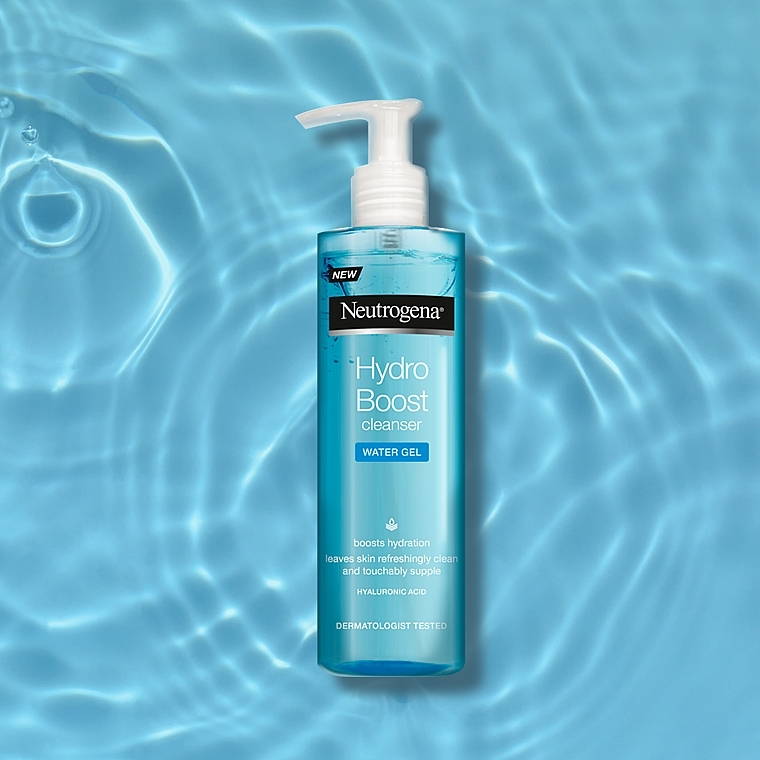 NEW
Neutrogena®
Hydro
Boost
cleanser
WATER GEL
boosts hydration
leaves skin refreshingly clean
and touchably supple
HYALURONIC ACID
DERMATOLOGIST TESTED